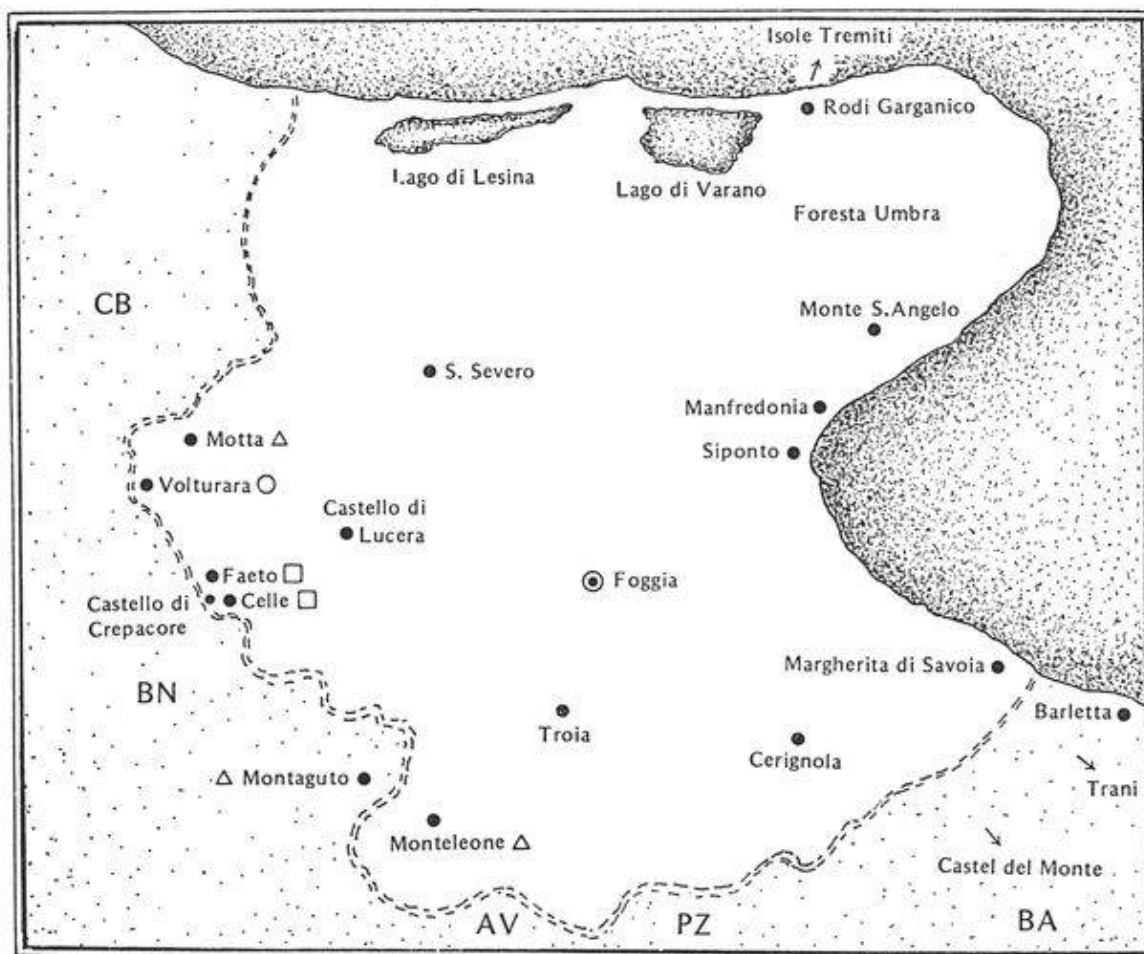 Isole Tremiti
Rodi Garganico
Lago di Lesina
Lago di Varano
Foresta Umbra
CB
Monte S.Angelo
S. Severo
Manfredonia
Motta
Siponto
Volturara
Castello di
Lucera
Faeto
Foggia
Celle
Castello di
Crepacore
Margherita di Savoia
BN
Barletta
Troia
Cerignola
Montaguto
Trani
Monteleone
Castel del Monte
AV
PZ
BA